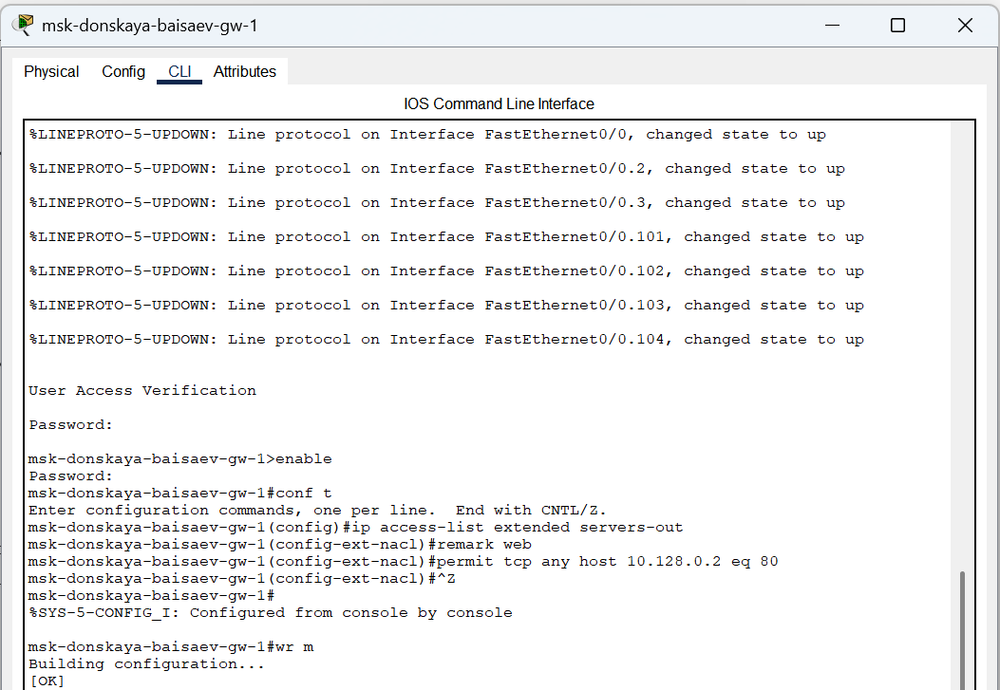 msk-donskaya-baisaev-gw-1
Physical Config CLI Attributes
IOS Command Line Interface
%LINEPROTO-5-UPDOWN: Line protocol on Interface FastEthernet0/0, changed state to up
%LINEPROTO-5-UPDOWN: Line protocol on Interface FastEthernet0/0.2, changed state to up
%LINEPROTO-5-UPDOWN: Line protocol on Interface FastEthernet0/0.3, changed state to up
%LINEPROTO-5-UPDOWN: Line protocol on Interface FastEthernet0/0.101, changed state to up
%LINEPROTO-5-UPDOWN: Line protocol on Interface FastEthernet0/0.102, changed state to up
%LINEPROTO-5-UPDOWN: Line protocol on Interface FastEthernet0/0.103, changed state to up
%LINEPROTO-5-UPDOWN: Line protocol on Interface FastEthernet0/0.104, changed state to up
User Access Verification
Password:
msk-donskaya-baisaev-gw-1>enable
Password:
msk-donskaya-baisaev-gw-1#conf t
Enter configuration commands, one per line.  End with CNTL/Z.
msk-donskaya-baisaev-gw-1(config)#ip access-list extended servers-out
msk-donskaya-baisaev-gw-1(config-ext-nacl)#remark web
msk-donskaya-baisaev-gw-1(config-ext-nacl)#permit tcp any host 10.128.0.2 eq 80
msk-donskaya-baisaev-gw-1(config-ext-nacl)#^Z
msk-donskaya-baisaev-gw-1#
%SYS-5-CONFIG_I: Configured from console by console
msk-donskaya-baisaev-gw-1#wr m
Building configuration...
[OK]